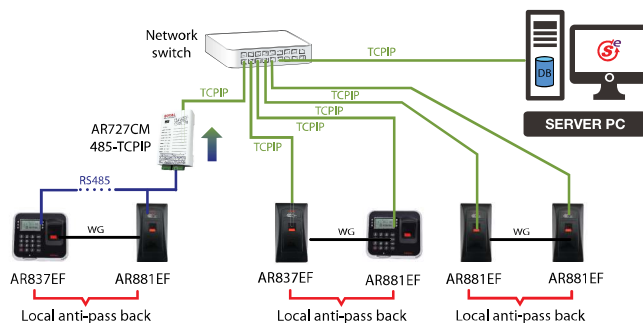 Network
switch
TCPIP
DB
e
S
SERVER PC
TCPIP
TCPIP
TCPIP
TCPIP
TCPIP
AR727CM
485-TCPIP
RS485
WG
WG
WG
AR837EF
AR881EF
AR837EF
AR881EF
AR881EF
AR881EF
Local anti-pass back
Local anti-pass back
Local anti-pass back